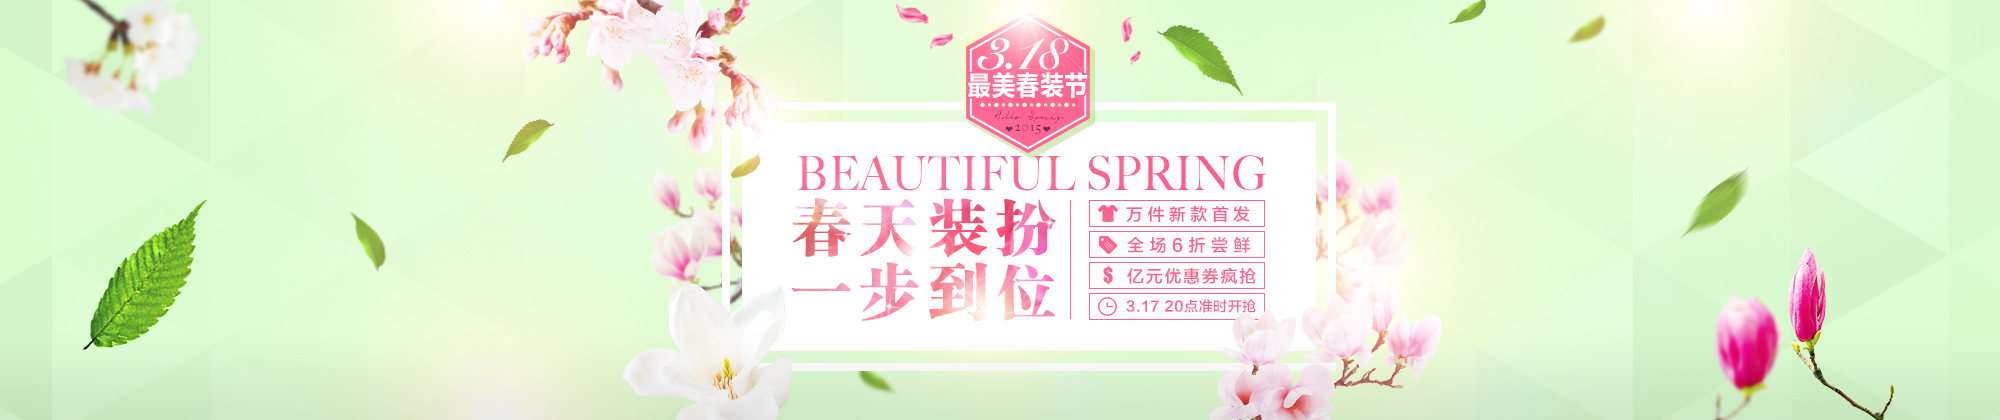 3.18
最美春装节
Hello Spring
2015
BEAUTIFUL SPRING
春天装扮
一步到位
万件新款首发
全场6折尝鲜
$ 亿元优惠券疯抢
3.17 20点准时开抢